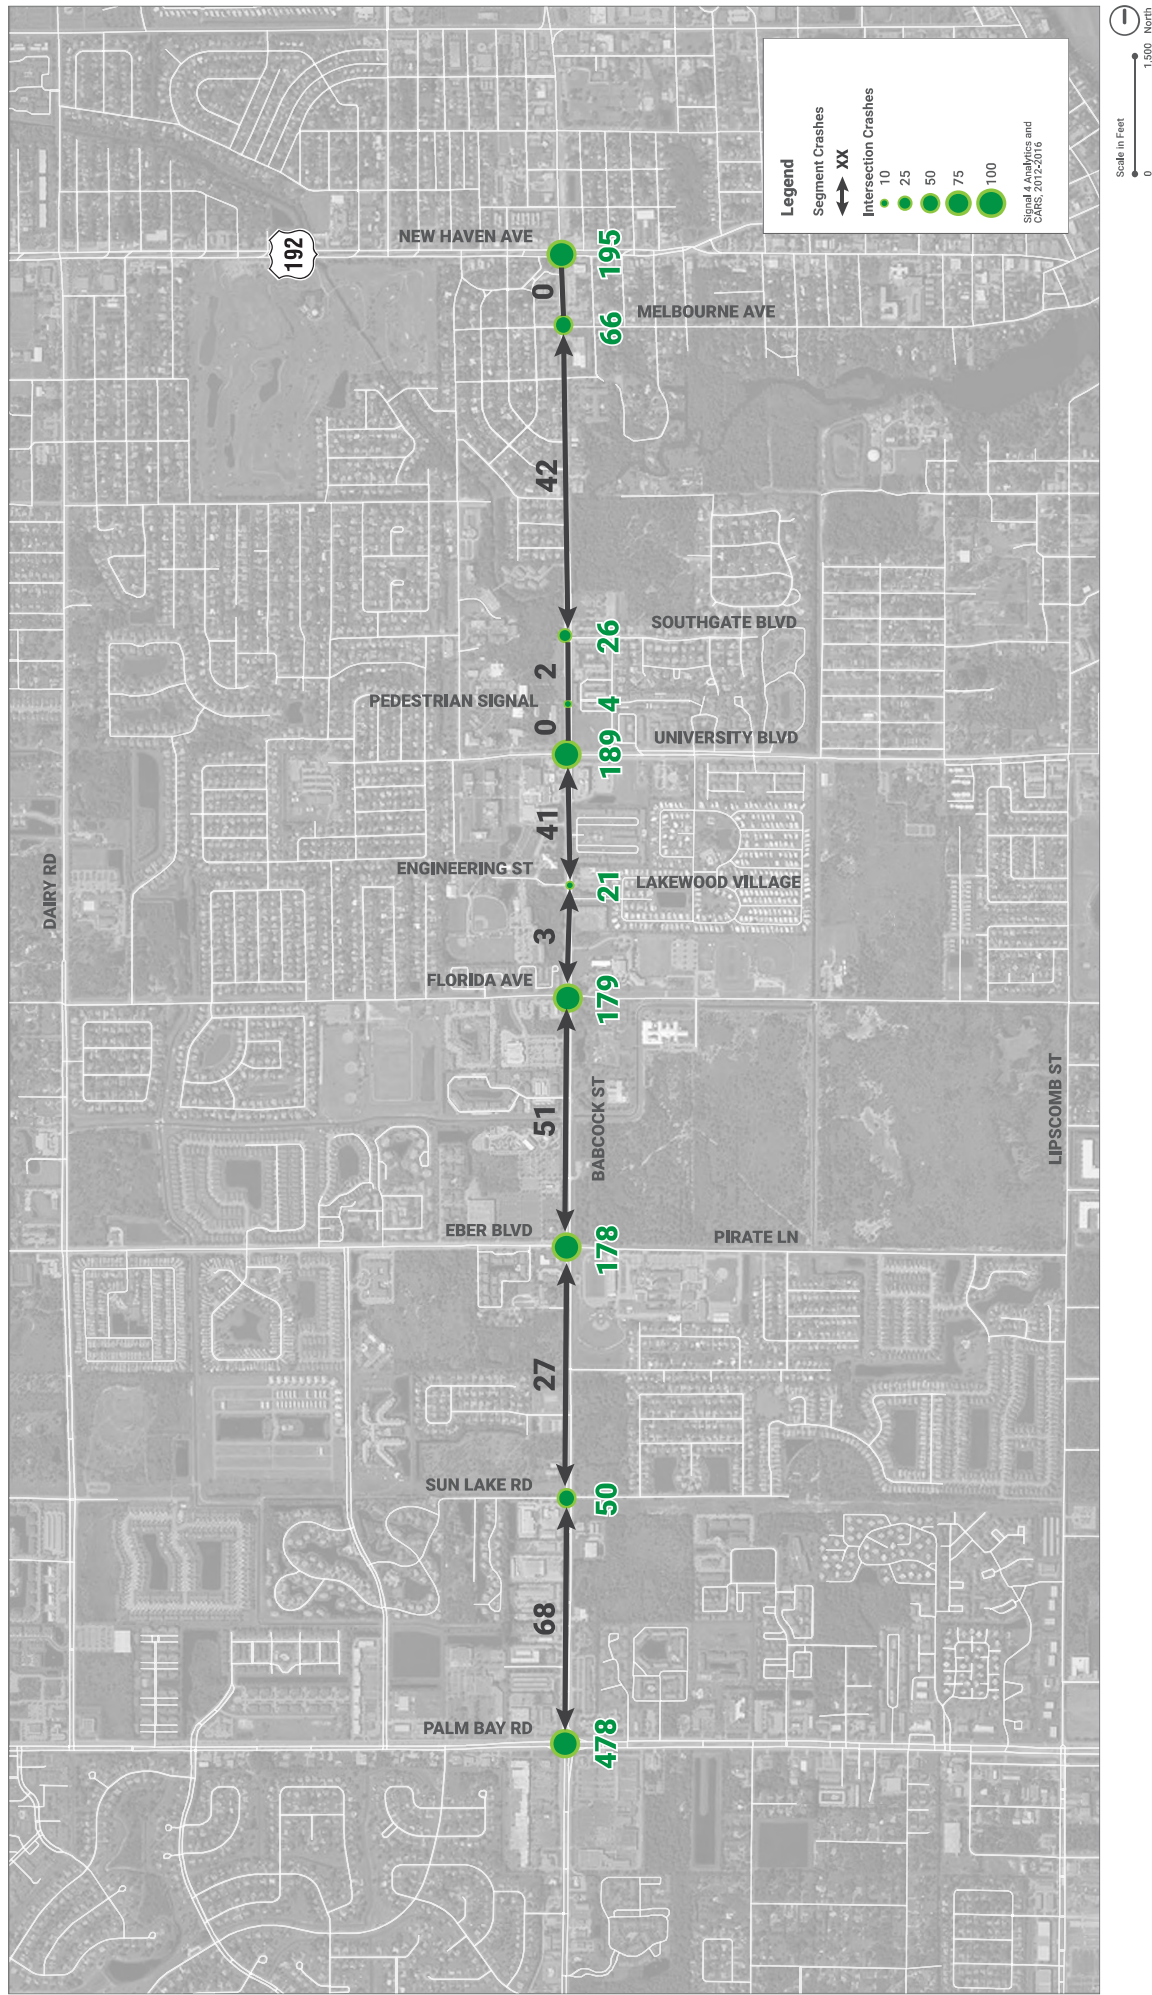 North
Scale in Feet
0
1,500
Legend
Segment Crashes
XX
Intersection Crashes
10
25
50
75
100
Signal 4 Analytics and
CARS, 2012-2016
192
NEW HAVEN AVE
195
0
MELBOURNE AVE
66
42
SOUTHGATE BLVD
26
2
PEDESTRIAN SIGNAL
4
0
UNIVERSITY BLVD
189
41
ENGINEERING ST
LAKEWOOD VILLAGE
21
3
DAIRY RD
FLORIDA AVE
179
51
BABCOCK ST
LIPSCOMB ST
EBER BLVD
PIRATE LN
178
27
SUN LAKE RD
50
68
PALM BAY RD
478